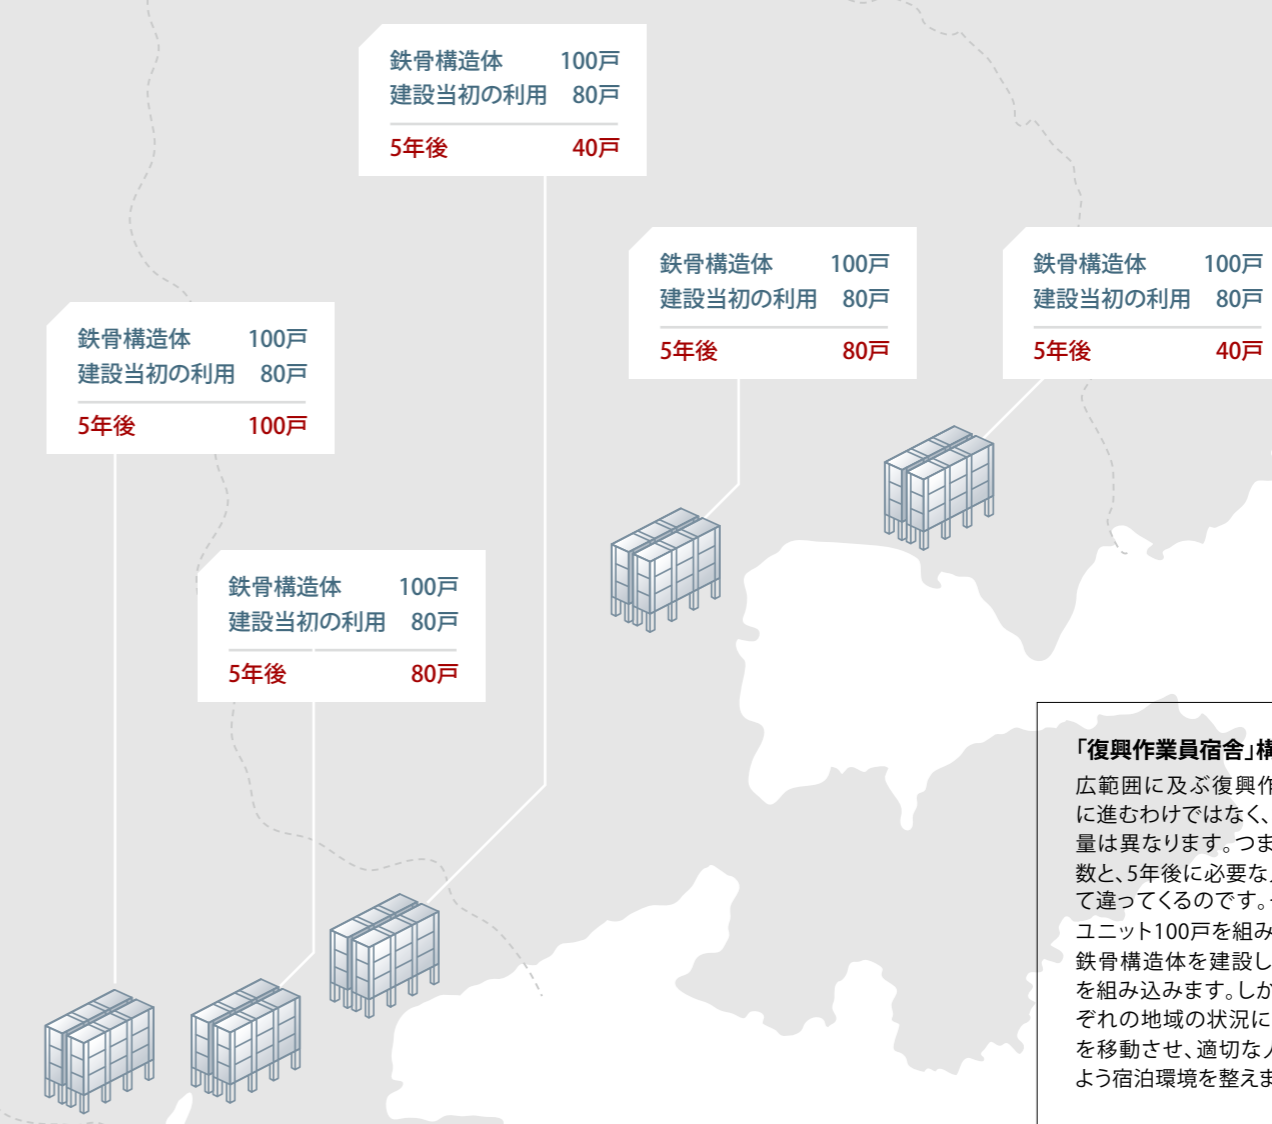 鉄骨構造体 100戸
建設当初の利用 80戸
5年後 40戸
鉄骨構造体 100戸
建設当初の利用 80戸
5年後 80戸
鉄骨構造体 100戸
建設当初の利用 80戸
5年後 40戸
鉄骨構造体 100戸
建設当初の利用 80戸
5年後 100戸
鉄骨構造体 100戸
建設当初の利用 80戸
5年後 80戸
「復興作業員宿舎」構
広範囲に及ぶ復興作
に進むわけではなく、
量は異なります。つま
数と、5年後に必要な
て違ってくるのです。
ユニット100戸を組み
鉄骨構造体を建設し
を組み込みます。しか
ぞれの地域の状況に
を移動させ、適切な人
よう宿泊環境を整えま